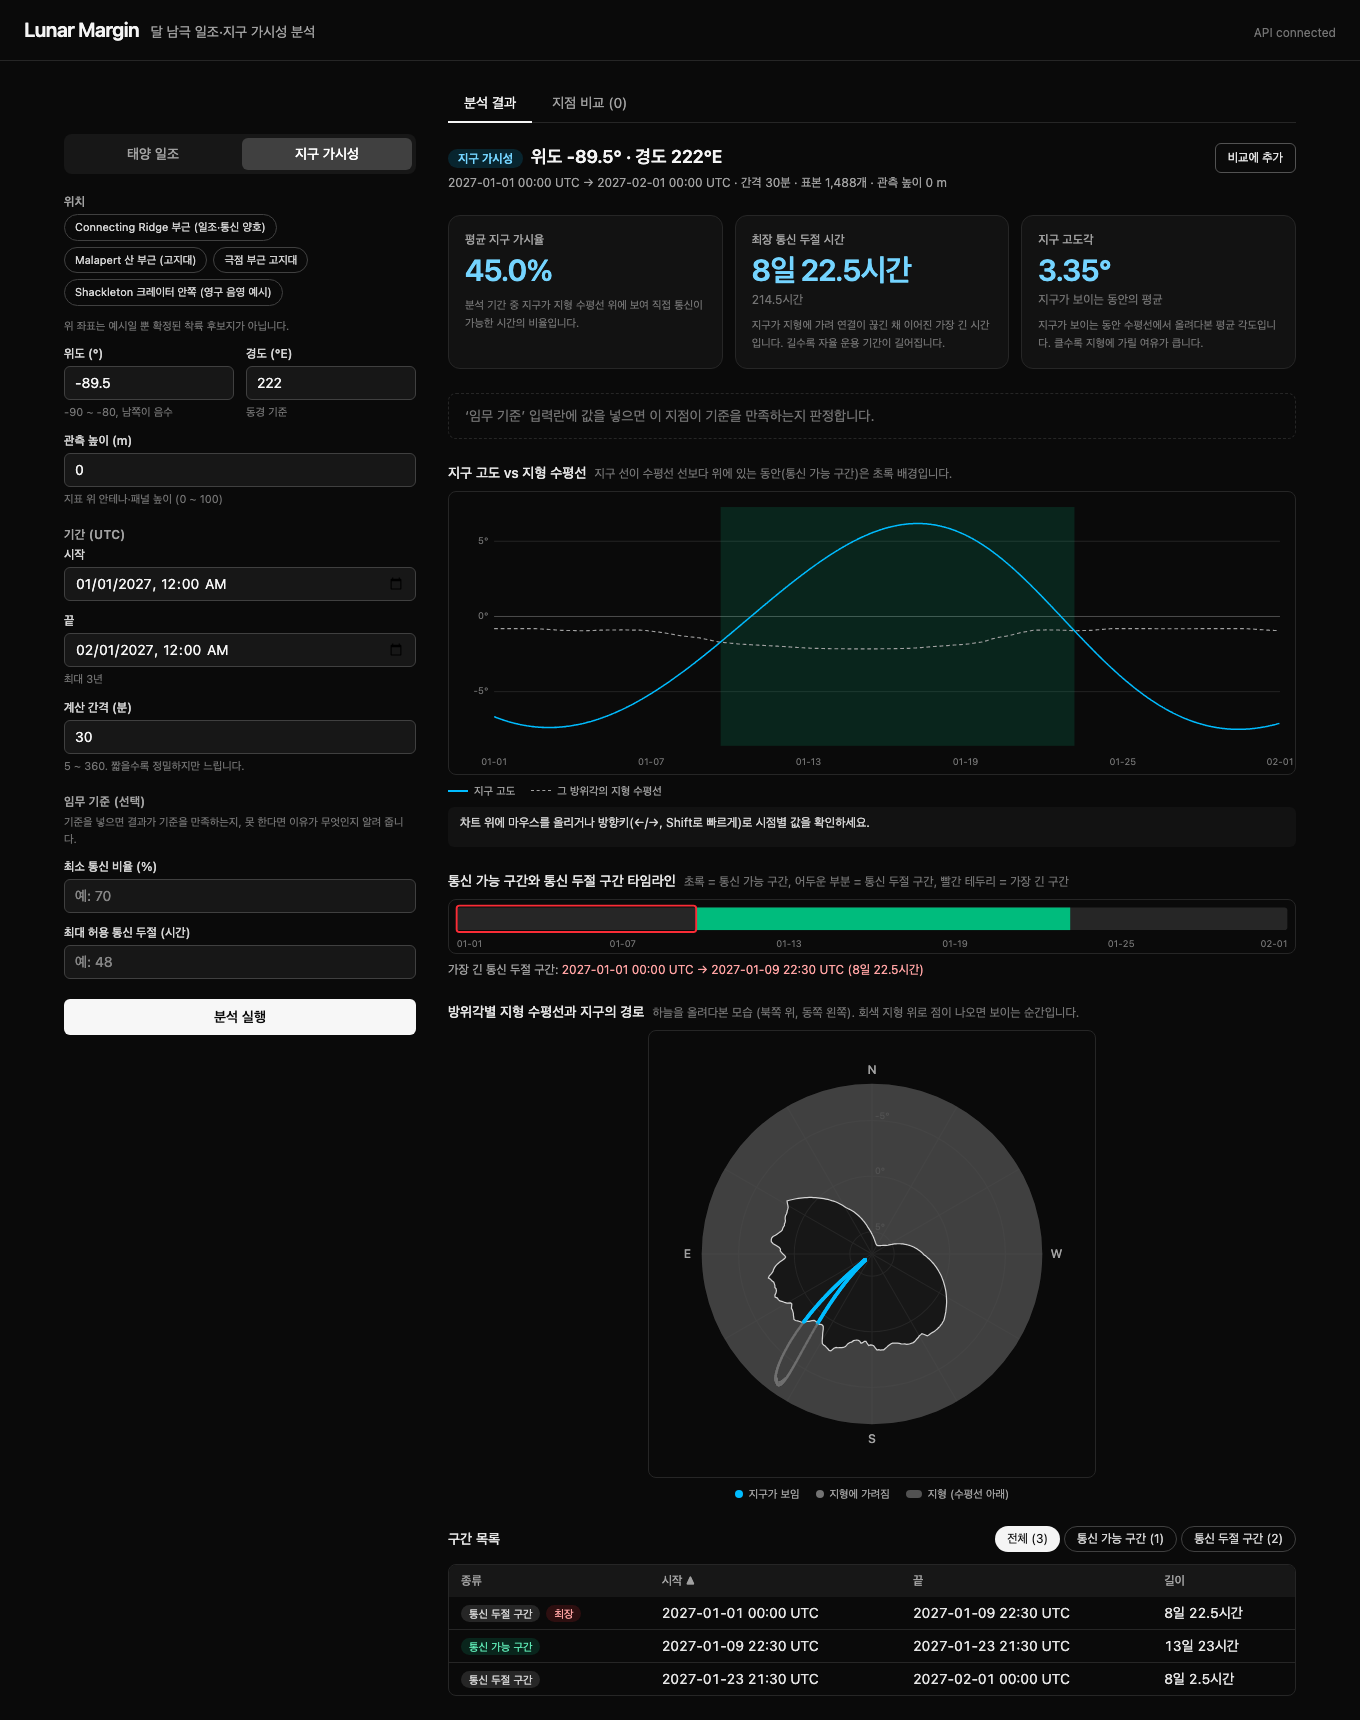 Lunar Margin 달 남극 일조·지구 가시성 분석
API connected
태양 일조
지구 가시성
위치
Connecting Ridge 부근 (일조·통신 양호)
Malapert 산 부근 (고지대)
극점 부근 고지대
Shackleton 크레이터 안쪽 (영구 음영 예시)
위 좌표는 예시일 뿐 확정된 착륙 후보지가 아닙니다.
위도 (°)
경도 (°E)
-89.5
222
-90 ~ -80, 남쪽이 음수
동경 기준
관측 높이 (m)
0
지표 위 안테나·패널 높이 (0 ~ 100)
기간 (UTC)
시작
01/01/2027, 12:00 AM
끝
02/01/2027, 12:00 AM
최대 3년
계산 간격 (분)
30
5 ~ 360. 짧을수록 정밀하지만 느립니다.
임무 기준 (선택)
기준을 넣으면 결과가 기준을 만족하는지, 못 한다면 이유가 무엇인지 알려 줍니
다.
최소 통신 비율 (%)
예: 70
최대 허용 통신 두절 (시간)
예: 48
분석 실행
분석 결과
지점 비교 (0)
지구 가시성 위도 -89.5° · 경도 222°E
비교에 추가
2027-01-01 00:00 UTC → 2027-02-01 00:00 UTC · 간격 30분 · 표본 1,488개 · 관측 높이 0 m
평균 지구 가시율
45.0%
분석 기간 중 지구가 지형 수평선 위에 보여 직접 통신이
가능한 시간의 비율입니다.
최장 통신 두절 시간
8일 22.5시간
214.5시간
지구가 지형에 가려 연결이 끊긴 채 이어진 가장 긴 시간
입니다. 길수록 자율 운용 기간이 길어집니다.
지구 고도각
3.35°
지구가 보이는 동안의 평균
지구가 보이는 동안 수평선에서 올려다본 평균 각도입니
다. 클수록 지형에 가릴 여유가 큽니다.
‘임무 기준’ 입력란에 값을 넣으면 이 지점이 기준을 만족하는지 판정합니다.
지구 고도 vs 지형 수평선 지구 선이 수평선 선보다 위에 있는 동안(통신 가능 구간)은 초록 배경입니다.
5°
0°
-5°
01-01 01-07 01-13 01-19 01-25 02-01
지구 고도 그 방위각의 지형 수평선
차트 위에 마우스를 올리거나 방향키(←/→, Shift로 빠르게)로 시점별 값을 확인하세요.
통신 가능 구간와 통신 두절 구간 타임라인 초록 = 통신 가능 구간, 어두운 부분 = 통신 두절 구간, 빨간 테두리 = 가장 긴 구간
01-01 01-07 01-13 01-19 01-25 02-01
가장 긴 통신 두절 구간: 2027-01-01 00:00 UTC → 2027-01-09 22:30 UTC (8일 22.5시간)
방위각별 지형 수평선과 지구의 경로 하늘을 올려다본 모습 (북쪽 위, 동쪽 왼쪽). 회색 지형 위로 점이 나오면 보이는 순간입니다.
N
-5°
0°
5°
E
W
S
지구가 보임 지형에 가려짐 지형 (수평선 아래)
구간 목록
전체 (3) 통신 가능 구간 (1) 통신 두절 구간 (2)
종류 시작 ▲ 끝 길이
통신 두절 구간 최장 2027-01-01 00:00 UTC 2027-01-09 22:30 UTC 8일 22.5시간
통신 가능 구간 2027-01-09 22:30 UTC 2027-01-23 21:30 UTC 13일 23시간
통신 두절 구간 2027-01-23 21:30 UTC 2027-02-01 00:00 UTC 8일 2.5시간